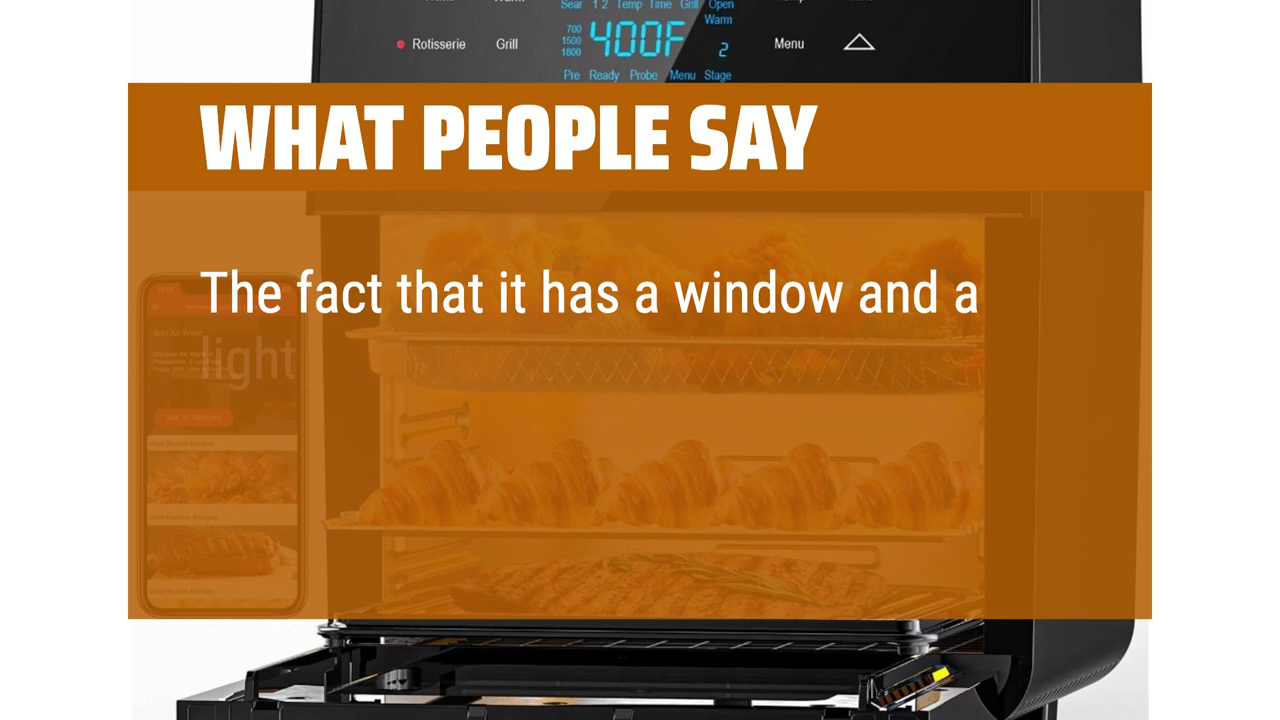 Sear 1 2 Temp Time Grill Open
Warm
700
1500
1800
400F
2
Rotisserie Grill
Menu
Pre Ready Probe Menu Stage
WHAT PEOPLE SAY
The fact that it has a window and a
light